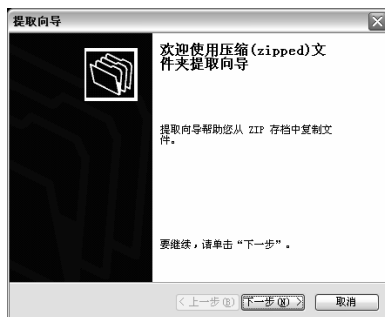 提取向导
欢迎使用压缩(zipped)文
件夹提取向导
提取向导帮助您从 ZIP 存档中复制文
件。
要继续，请单击“下一步”。
< 上一步(B) 下一步(N) > 取消